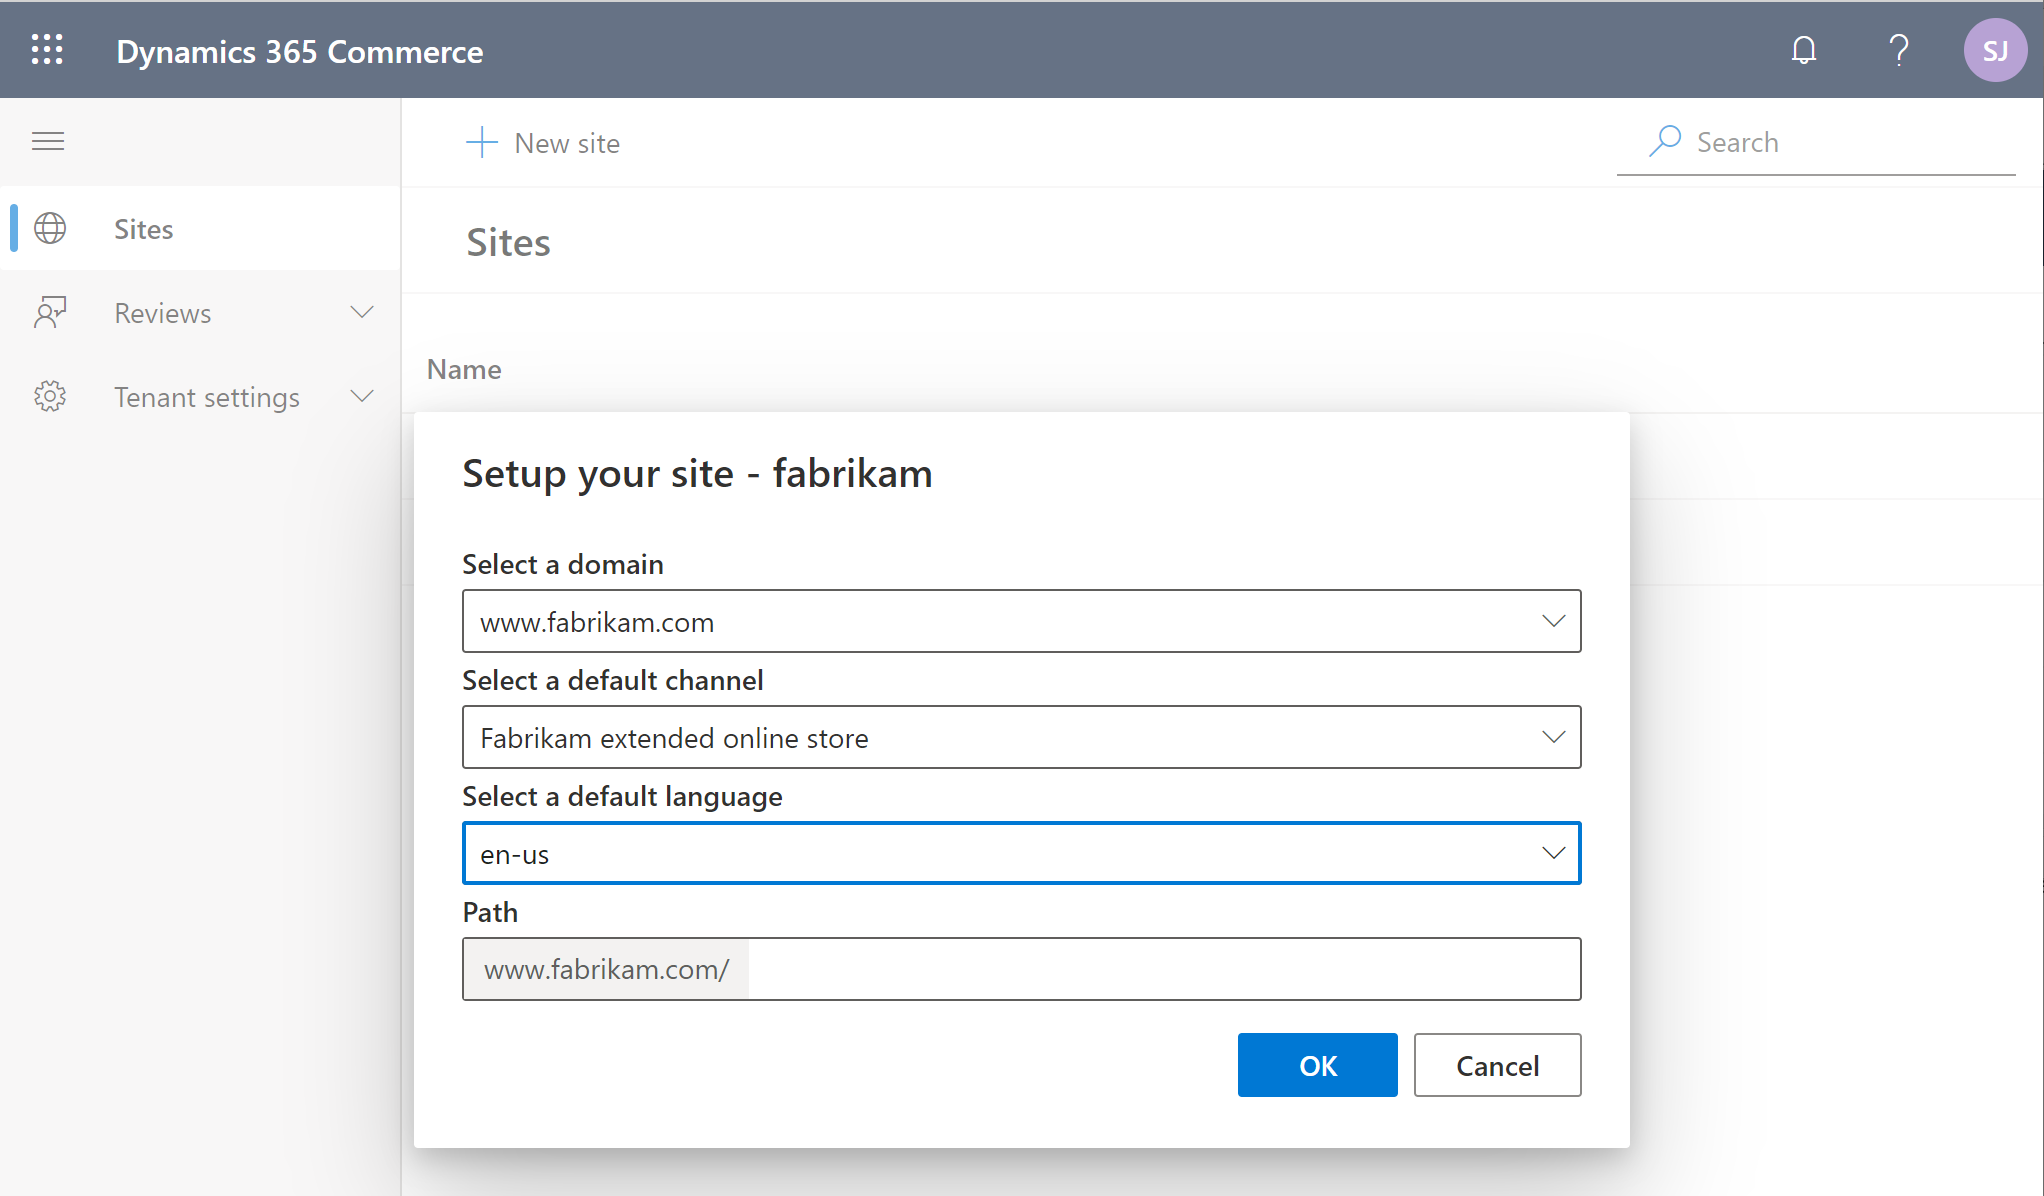 Dynamics 365 Commerce
SJ
New site
Search
Sites
Reviews
Tenant settings
Sites
Name
Setup your site - fabrikam
Select a domain
www.fabrikam.com
Select a default channel
Fabrikam extended online store
Select a default language
en-us
Path
www.fabrikam.com/
OK
Cancel